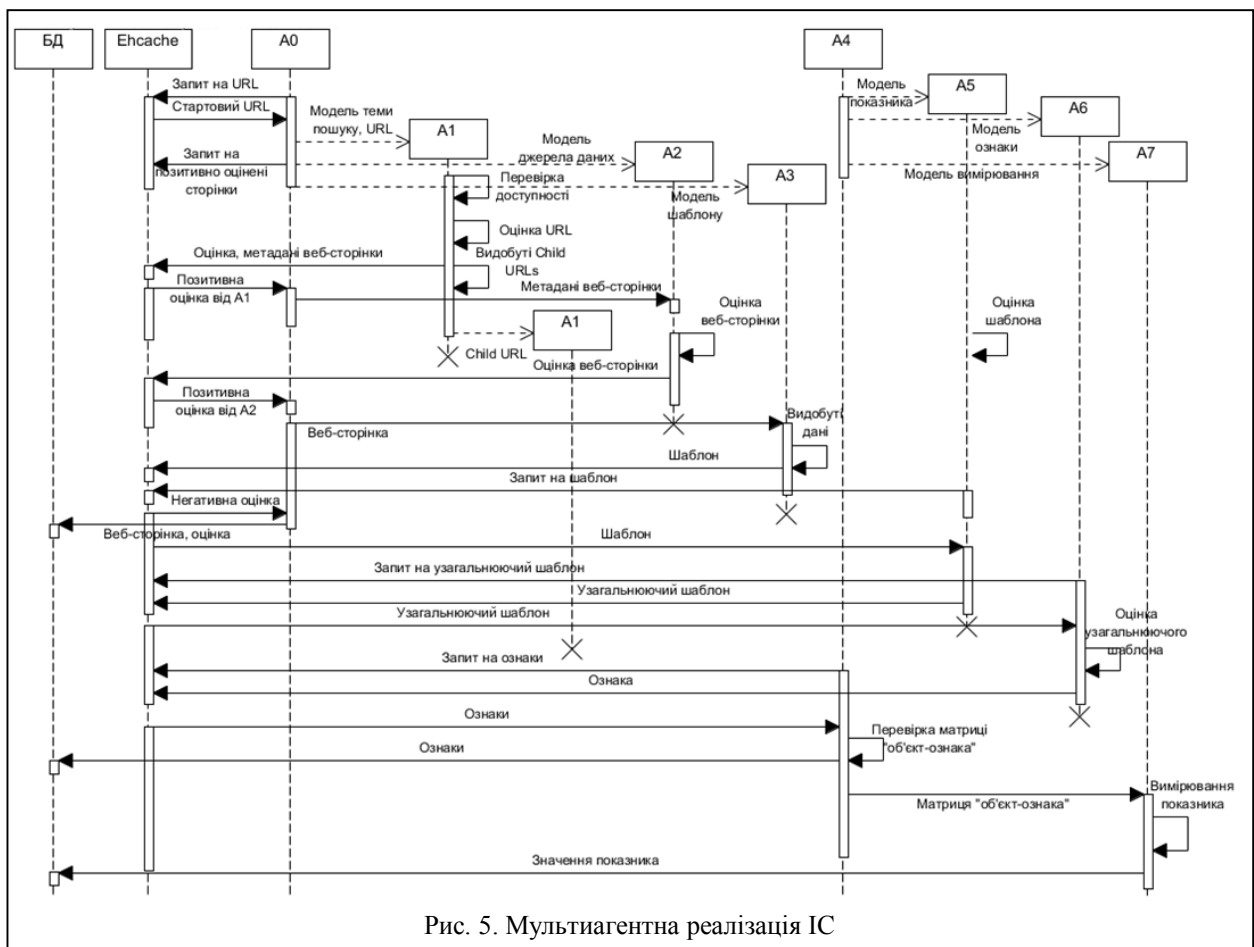 БД
Ehcache
A0
A4
Запит на URL
Стартовий URL
Модель
показника
A5
A6
Модель теми
пошуку, URL
A1
Модель
джерела даних
A2
Модель
ознаки
A7
Запит на
позитивно оцінені
сторінки
Перевірка
доступності
Модель
шаблону
A3
Модель вимірювання
Оцінка URL
Оцінка, метадані веб-сторінки
Видобуті Child
URLs
Позитивна
оцінка від A1
Метадані веб-сторінки
Оцінка
веб-сторінки
Оцінка
шаблона
A1
Child URL
Оцінка веб-сторінки
Позитивна
оцінка від A2
Веб-сторінка
Видобуті
дані
Шаблон
Запит на шаблон
Негативна оцінка
Веб-сторінка, оцінка
Шаблон
Запит на узагальнюючий шаблон
Узагальнюючий шаблон
Узагальнюючий шаблон
Оцінка
узагальнюючого
шаблона
Запит на ознаки
Ознака
Ознаки
Перевірка матриці
"об'єкт-ознака"
Ознаки
Матриця "об'єкт-ознака"
Вимірювання
показника
Значення показника
Рис. 5. Мультиагентна реалізація ІС